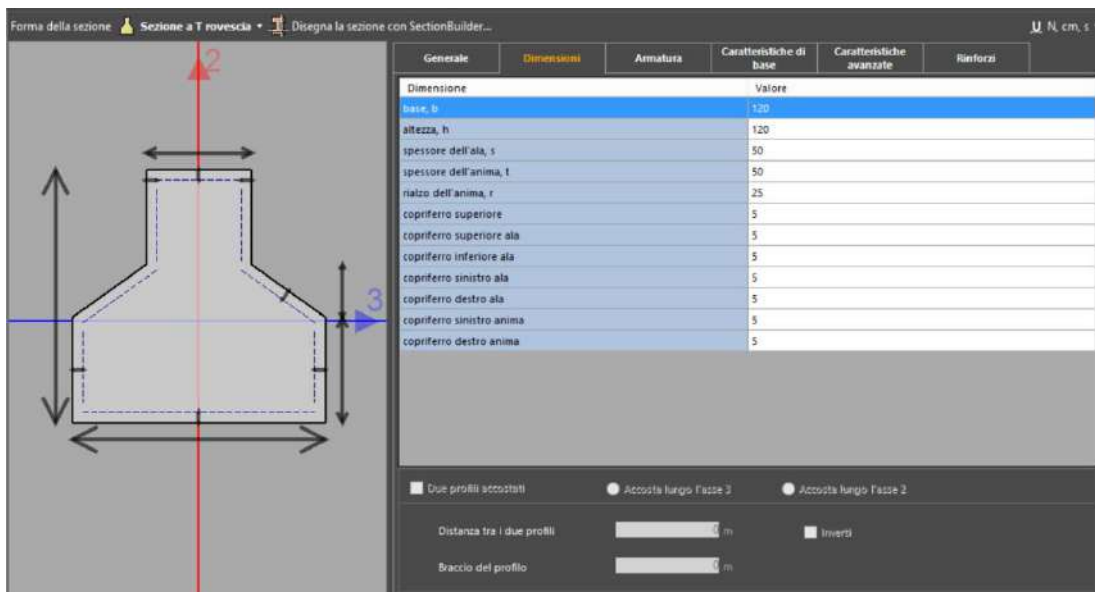 Forma della sezione Sezione a T rovescia Disegna la sezione con SectionBuilder... U N, cm, s
2
3
Generale Dimensioni Armatura Caratteristiche di base Caratteristiche avanzate Rinforzi
Dimensione Valore
base, b 120
altezza, h 120
spessore dell'ala, s 50
spessore dell'anima, t 50
rialzo dell'anima, r 25
copriferro superiore 5
copriferro superiore ala 5
copriferro inferiore ala 5
copriferro sinistro ala 5
copriferro destro ala 5
copriferro sinistro anima 5
copriferro destro anima 5
Due profili accostati Accosta lungo l'asse 3 Accosta lungo l'asse 2
Distanza tra i due profili 0 m Inverti
Braccio del profilo 0 m